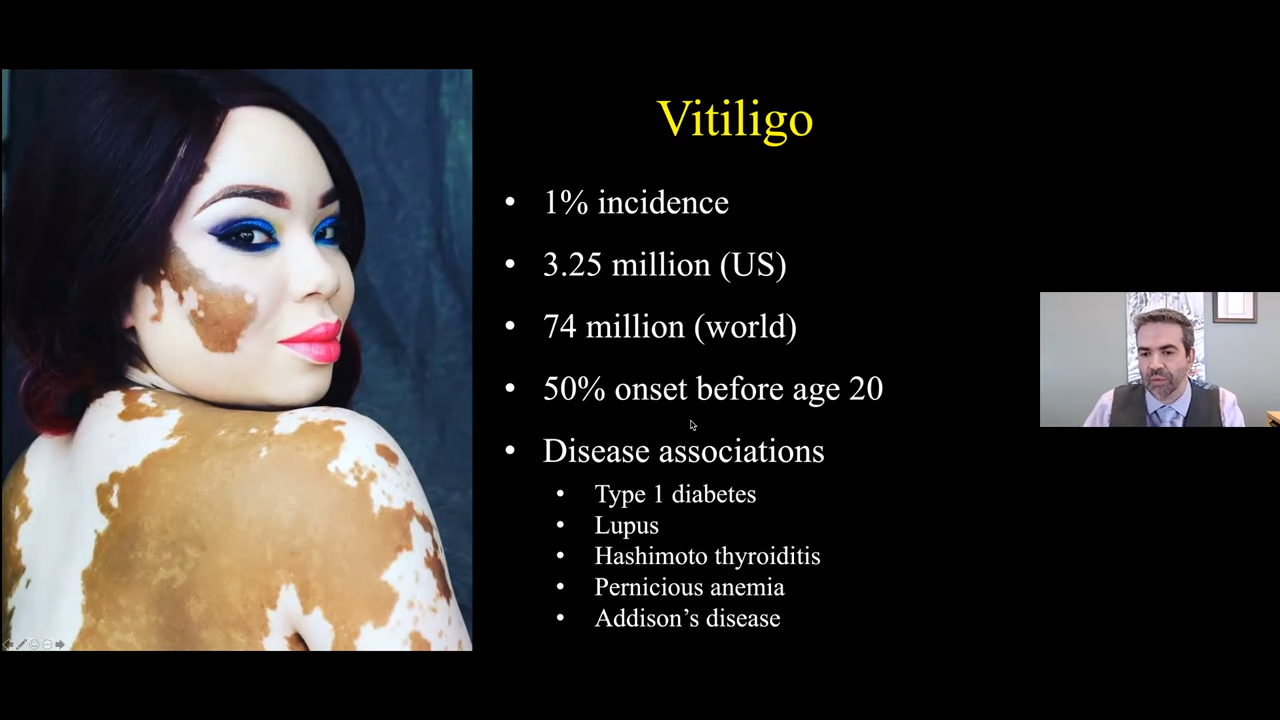 Vitiligo
• 1% incidence
• 3.25 million (US)
• 74 million (world)
• 50% onset before age 20
• Disease associations
• Type 1 diabetes
• Lupus
• Hashimoto thyroiditis
• Pernicious anemia
• Addison’s disease